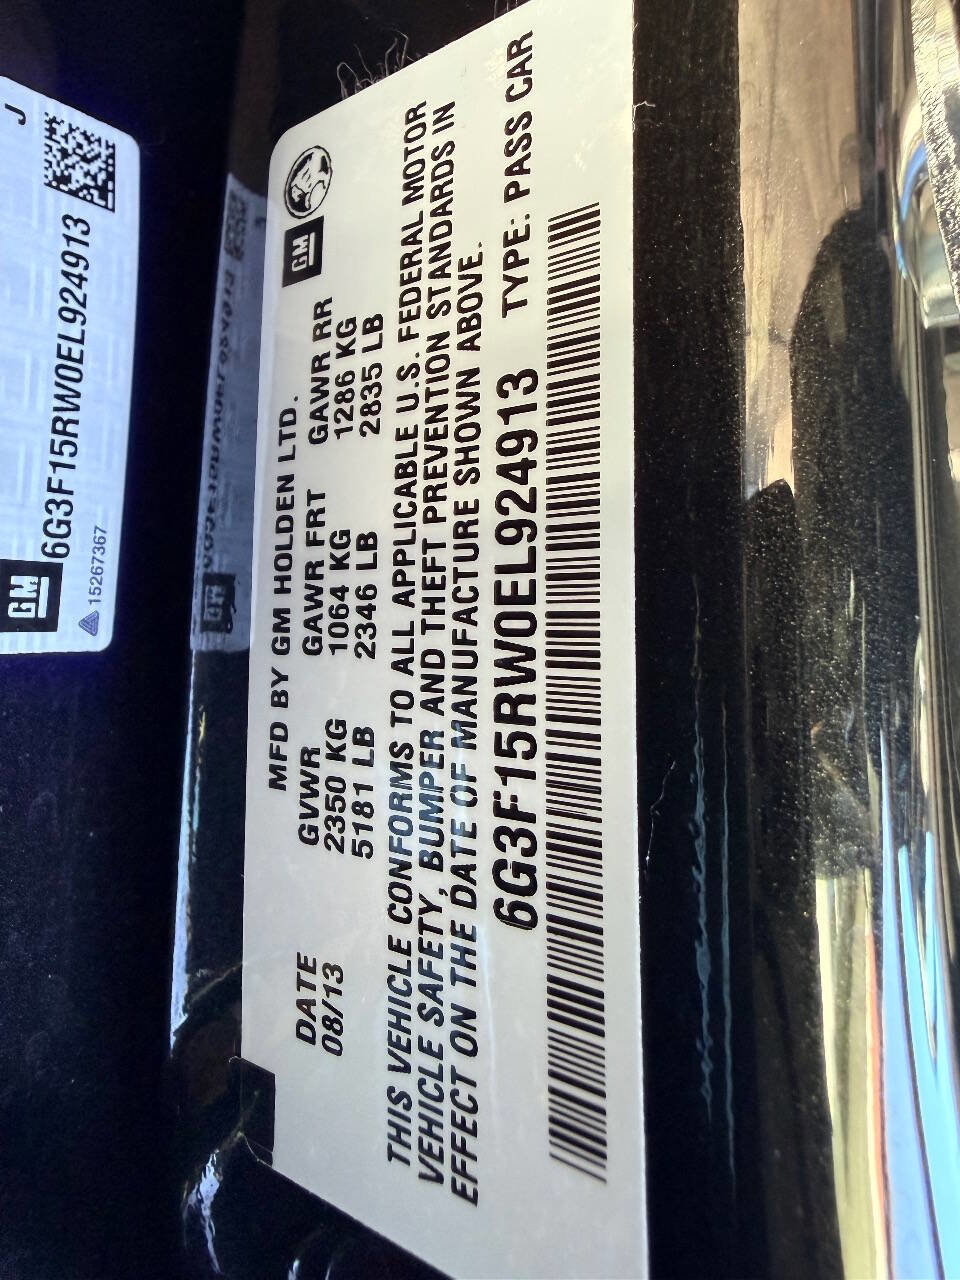 J
6G3F15RW0EL924913
GM
15267367
GM
MFD BY GM HOLDEN LTD.
DATE GVWR GAWR FRT GAWR RR
08/13 2350 KG 1064 KG 1286 KG
5181 LB 2346 LB 2835 LB
THIS VEHICLE CONFORMS TO ALL APPLICABLE U.S. FEDERAL MOTOR
VEHICLE SAFETY, BUMPER AND THEFT PREVENTION STANDARDS IN
EFFECT ON THE DATE OF MANUFACTURE SHOWN ABOVE.
6G3F15RW0EL924913 TYPE: PASS CAR